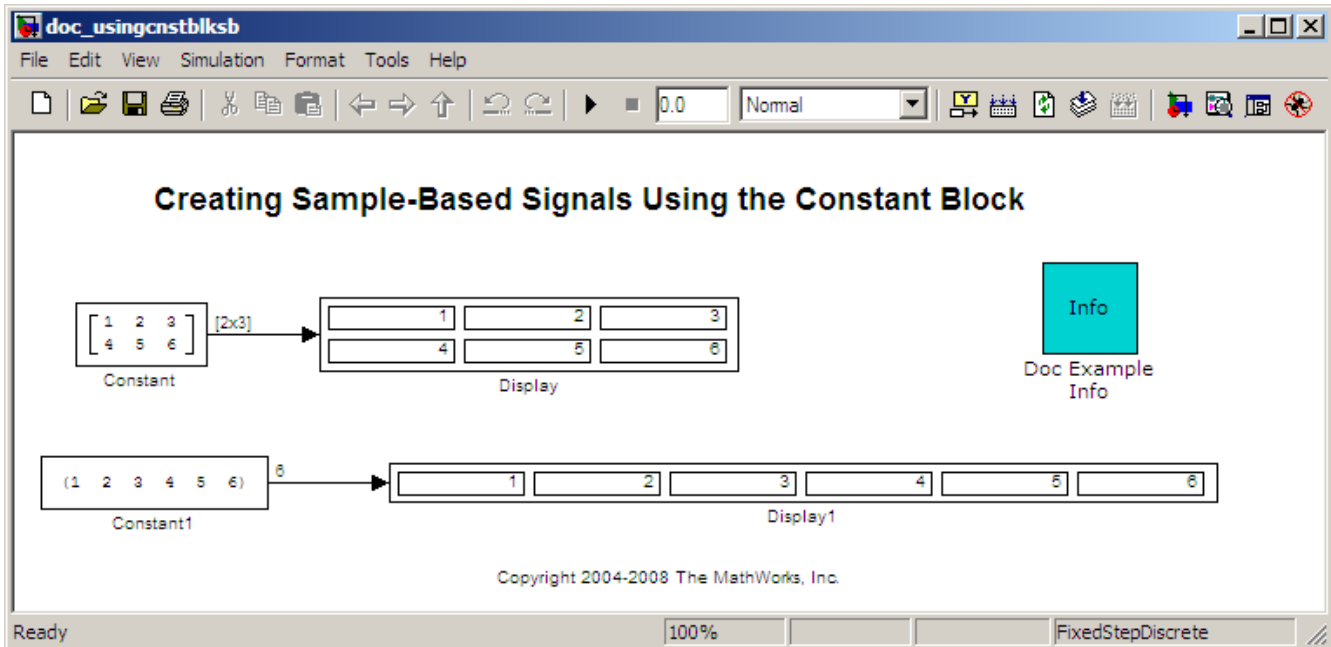 doc_usingcnstblksb
File Edit View Simulation Format Tools Help
0.0 Normal
Creating Sample-Based Signals Using the Constant Block
1 2 3
4 5 6
[2x3]
1 2 3
4 5 6
Constant
Display
Info
Doc Example
Info
(1 2 3 4 5 6)
6
1 2 3 4 5 6
Constant1
Display1
Copyright 2004-2008 The MathWorks, Inc.
Ready 100% FixedStepDiscrete